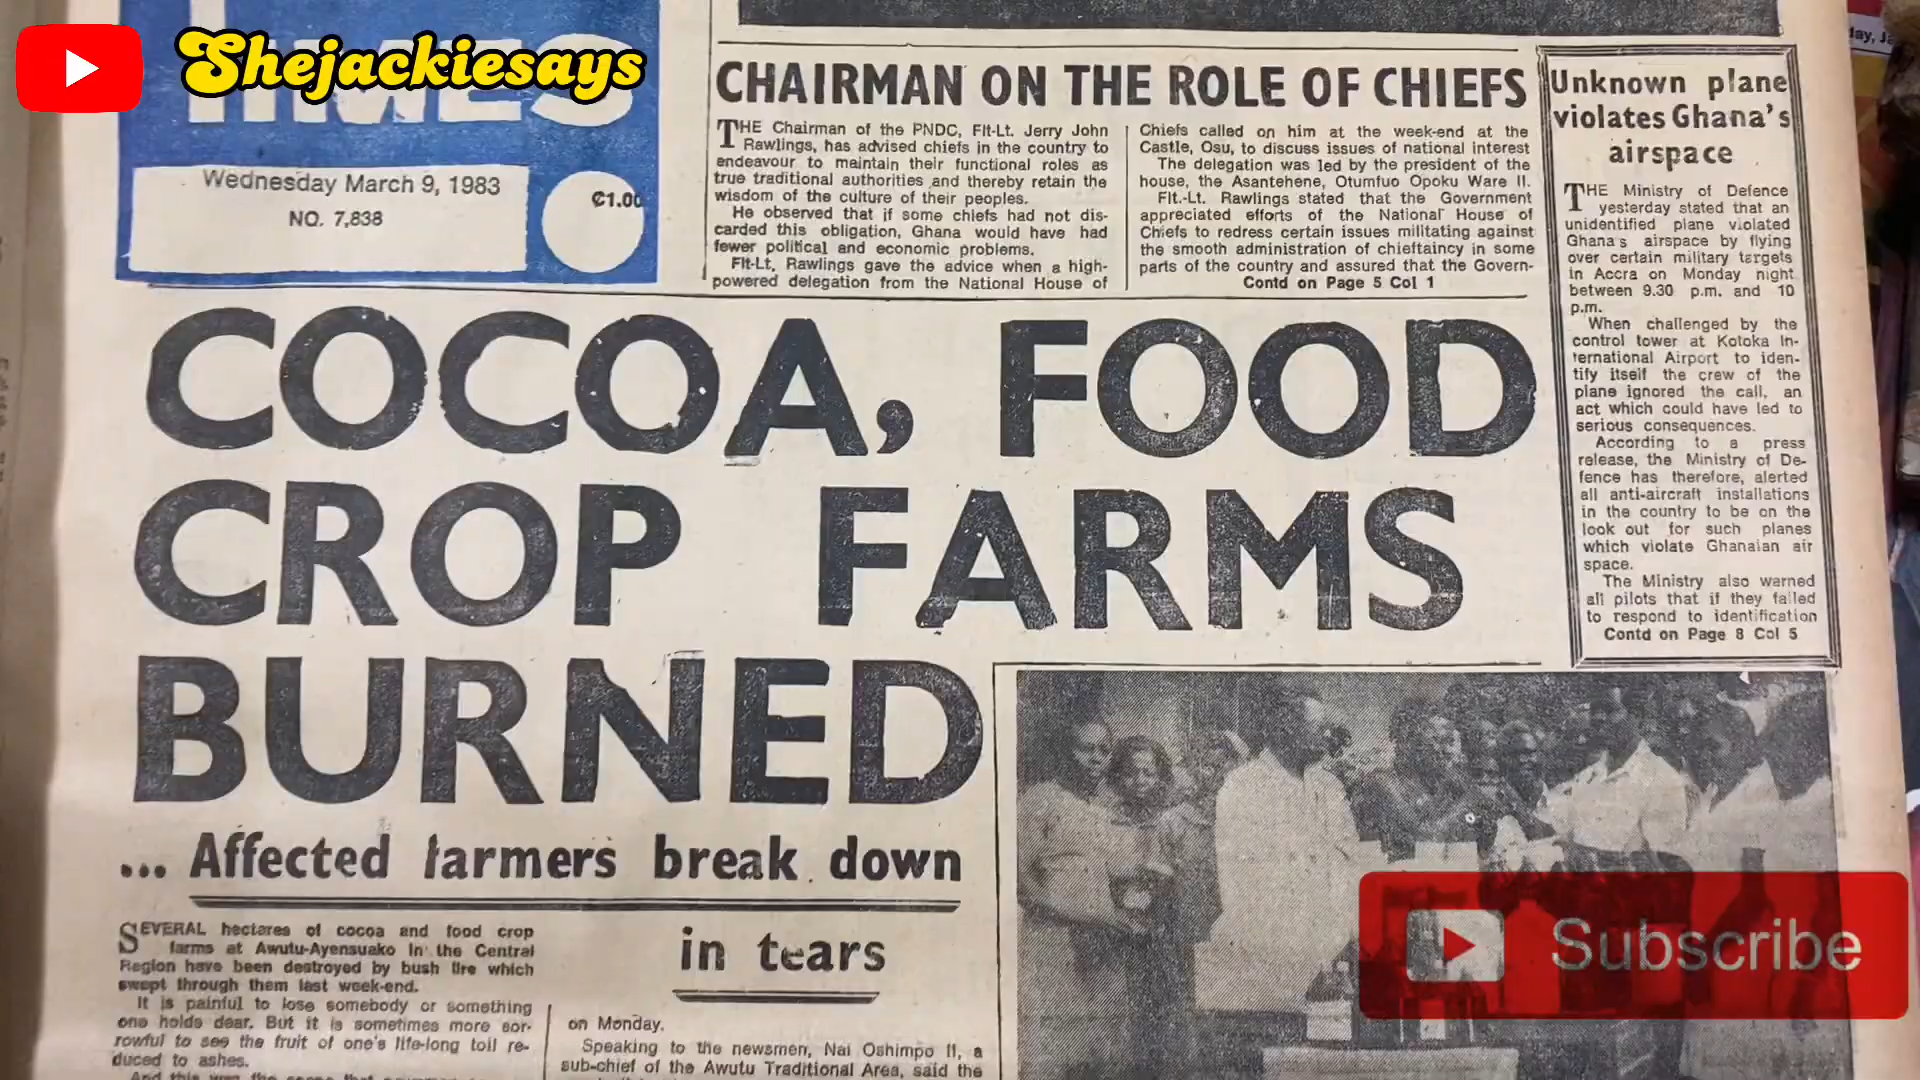 Shejackiesays
TIMES
Wednesday March 9, 1983
NO. 7,838
₵1.00
CHAIRMAN ON THE ROLE OF CHIEFS
THE Chairman of the PNDC, Flt-Lt. Jerry John
Rawlings, has advised chiefs in the country to
endeavour to maintain their functional roles as
true traditional authorities and thereby retain the
wisdom of the culture of their peoples.
He observed that if some chiefs had not dis-
carded this obligation, Ghana would have had
fewer political and economic problems.
Flt-Lt. Rawlings gave the advice when a high-
powered delegation from the National House of
Chiefs called on him at the week-end at the
Castle, Osu, to discuss issues of national interest
The delegation was led by the president of the
house, the Asantehene, Otumfuo Opoku Ware II.
Flt.-Lt. Rawlings stated that the Government
appreciated efforts of the National House of
Chiefs to redress certain issues militating against
the smooth administration of chieftaincy in some
parts of the country and assured that the Govern-
Contd on Page 5 Col 1
Unknown plane
violates Ghana's
airspace
THE Ministry of Defence
yesterday stated that an
unidentified plane violated
Ghana's airspace by flying
over certain military targets
in Accra on Monday night
between 9.30 p.m. and 10
p.m.
When challenged by the
control tower at Kotoka In-
ternational Airport to iden-
tify itself the crew of the
plane ignored the call, an
act which could have led to
serious consequences.
According to a press
release, the Ministry of De-
fence has therefore, alerted
all anti-aircraft installations
in the country to be on the
look out for such planes
which violate Ghanaian air
space.
The Ministry also warned
all pilots that if they failed
to respond to identification
Contd on Page 8 Col 5
COCOA, FOOD
CROP FARMS
BURNED
... Affected farmers break down
in tears
SEVERAL hectares of cocoa and food crop
farms at Awutu-Ayensuako in the Central
Region have been destroyed by bush fire which
swept through them last week-end.
It is painful to lose somebody or something
one holds dear. But it is sometimes more sor-
rowful to see the fruit of one's life-long toil re-
duced to ashes.
on Monday.
Speaking to the newsmen, Nai Oshimpo II, a
sub-chief of the Awutu Traditional Area, said the
Subscribe